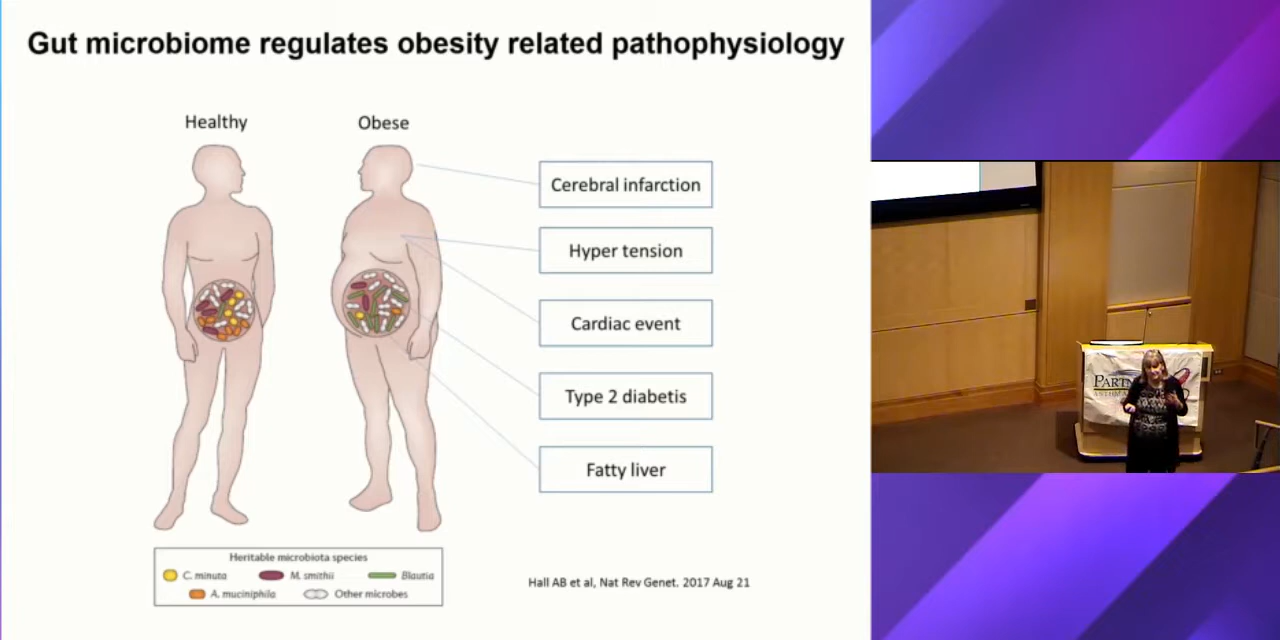 Gut microbiome regulates obesity related pathophysiology
Healthy
Obese
Cerebral infarction
Hyper tension
Cardiac event
Type 2 diabetis
Fatty liver
Heritable microbiota species
C. minuta M. smithii Blautia
A. muciniphila Other microbes
Hall AB et al, Nat Rev Genet. 2017 Aug 21